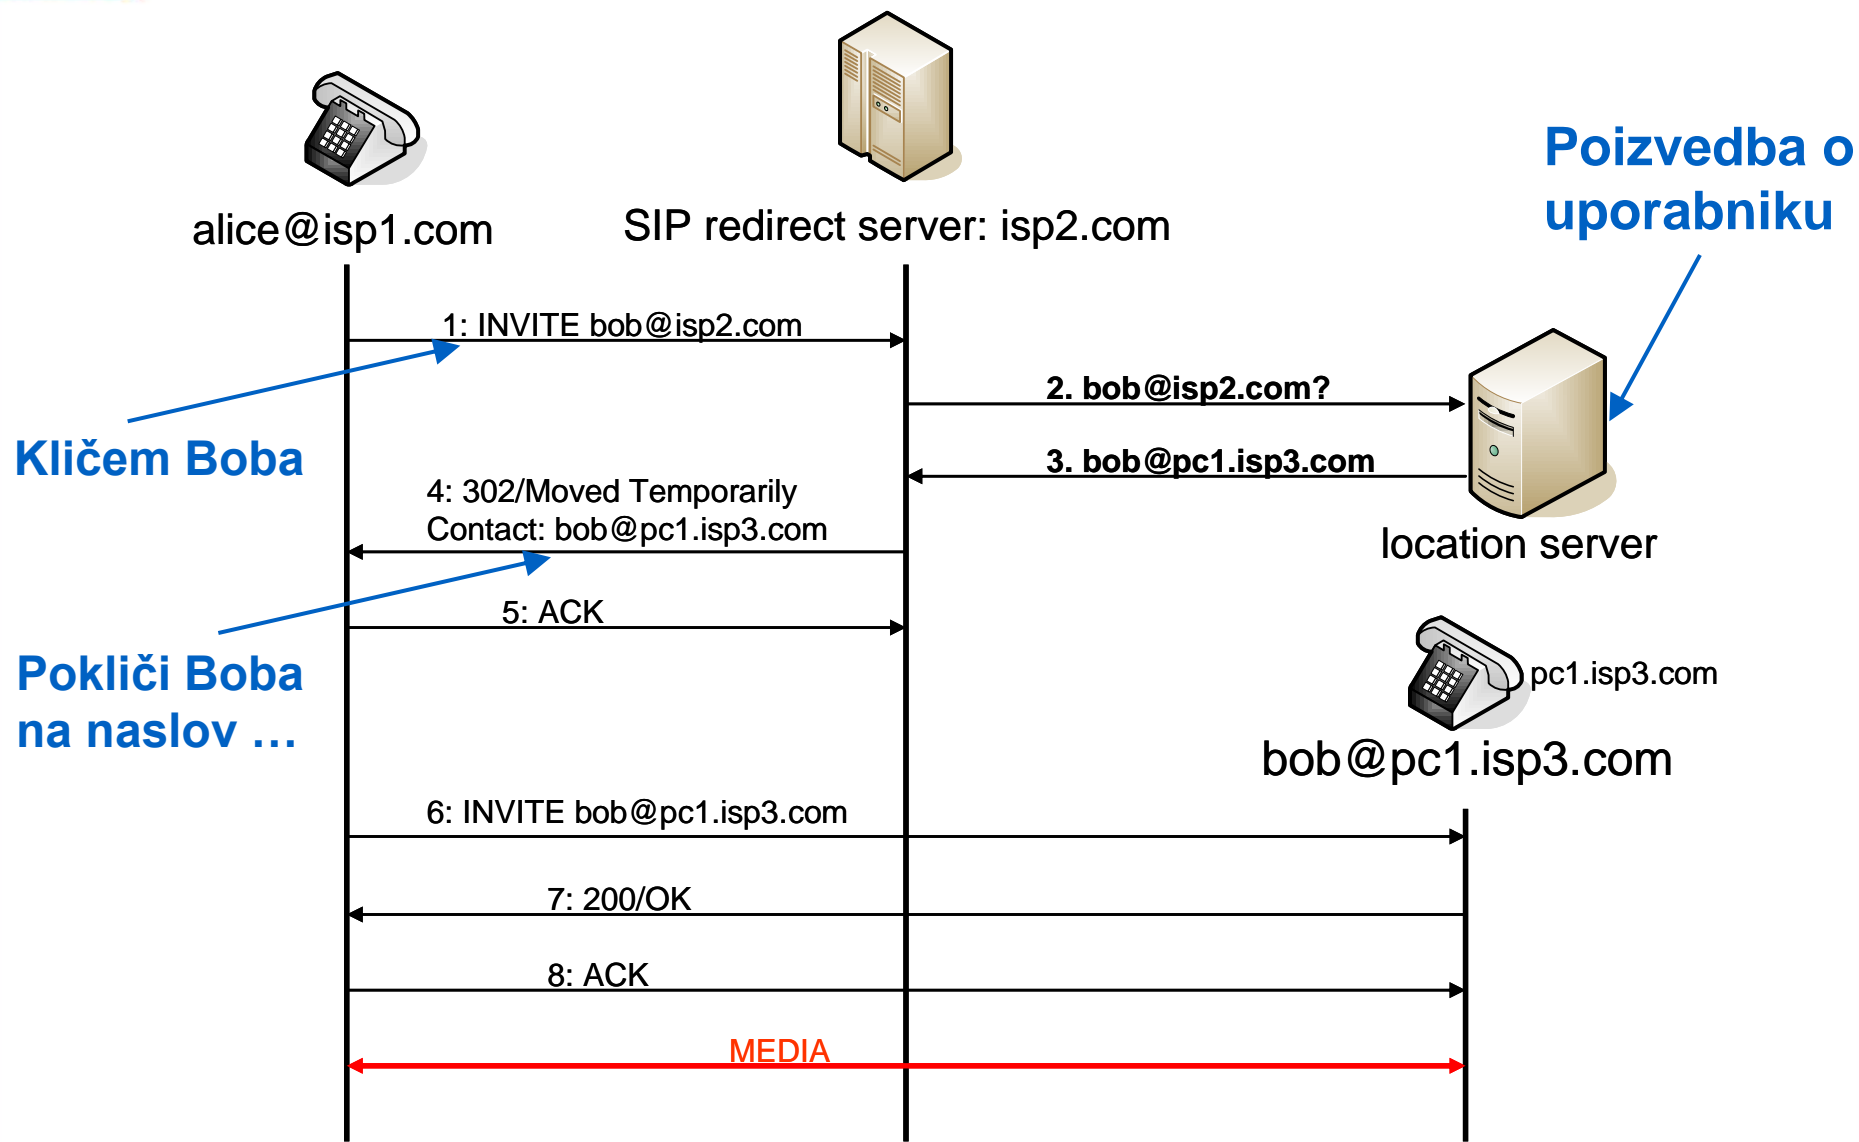 alice@isp1.com
SIP redirect server: isp2.com
Poizvedba o
uporabniku
1: INVITE bob@isp2.com
2. bob@isp2.com?
Kličem Boba
3. bob@pc1.isp3.com
4: 302/Moved Temporarily
Contact: bob@pc1.isp3.com
location server
5: ACK
Pokliči Boba
na naslov …
pc1.isp3.com
bob@pc1.isp3.com
6: INVITE bob@pc1.isp3.com
7: 200/OK
8: ACK
MEDIA